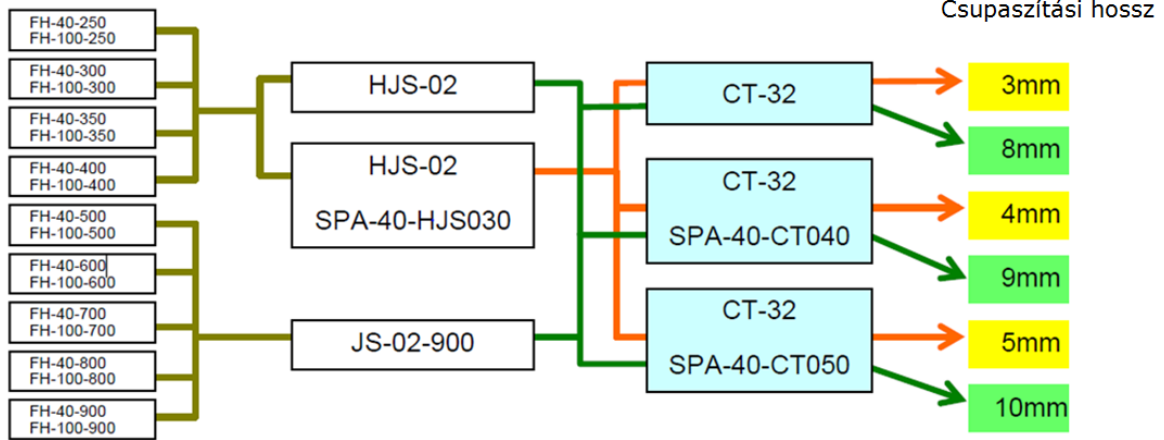 Csupaszítási hossz
FH-40-250
FH-100-250
FH-40-300
FH-100-300
FH-40-350
FH-100-350
FH-40-400
FH-100-400
FH-40-500
FH-100-500
FH-40-600
FH-100-600
FH-40-700
FH-100-700
FH-40-800
FH-100-800
FH-40-900
FH-100-900
HJS-02
HJS-02
SPA-40-HJS030
JS-02-900
CT-32
CT-32
SPA-40-CT040
CT-32
SPA-40-CT050
3mm
8mm
4mm
9mm
5mm
10mm